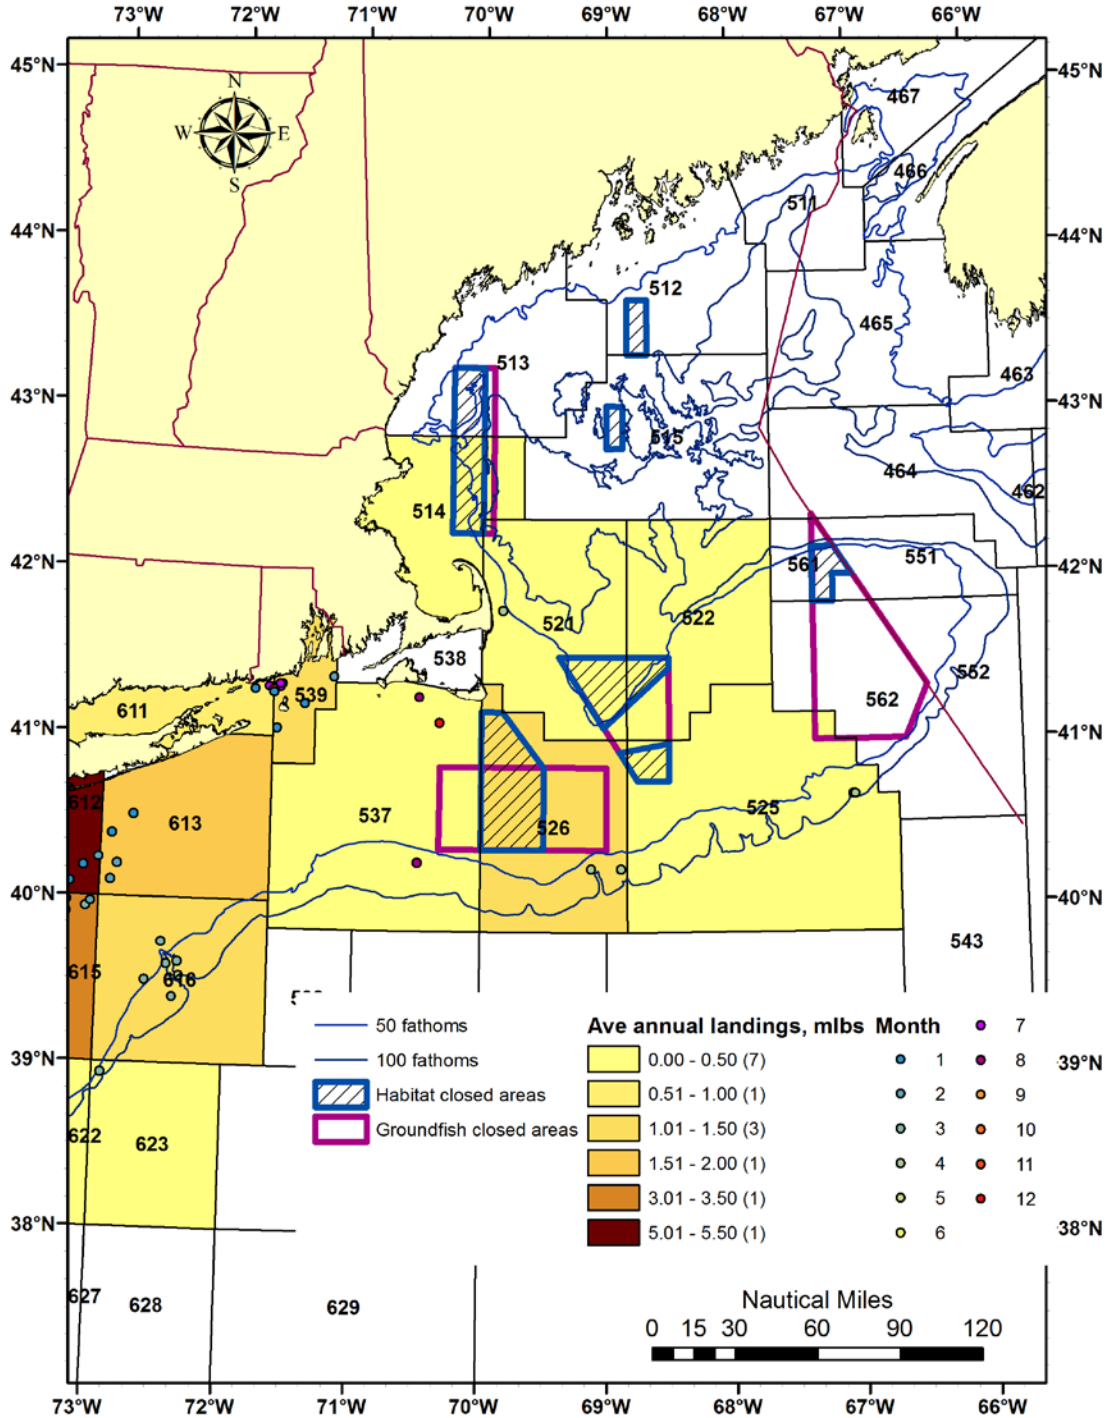 73°W 72°W 71°W 70°W 69°W 68°W 67°W 66°W
45°N 45°N
N
W E
S
467
466
511
44°N 44°N
512
465
513
463
43°N 43°N
515
464
462
514
42°N 42°N
561 551
521 522
538
552
539
562
611
41°N 41°N
612
613 537 526 525
40°N 40°N
543
615 616
50 fathoms
100 fathoms
Habitat closed areas
Groundfish closed areas
Ave annual landings, mlbs
0.00 - 0.50 (7)
0.51 - 1.00 (1)
1.01 - 1.50 (3)
1.51 - 2.00 (1)
3.01 - 3.50 (1)
5.01 - 5.50 (1)
Month
1
2
3
4
5
6
7
8
9
10
11
12
39°N 39°N
622 623
38°N 38°N
627 628 629
Nautical Miles
0 15 30 60 90 120
73°W 72°W 71°W 70°W 69°W 68°W 67°W 66°W